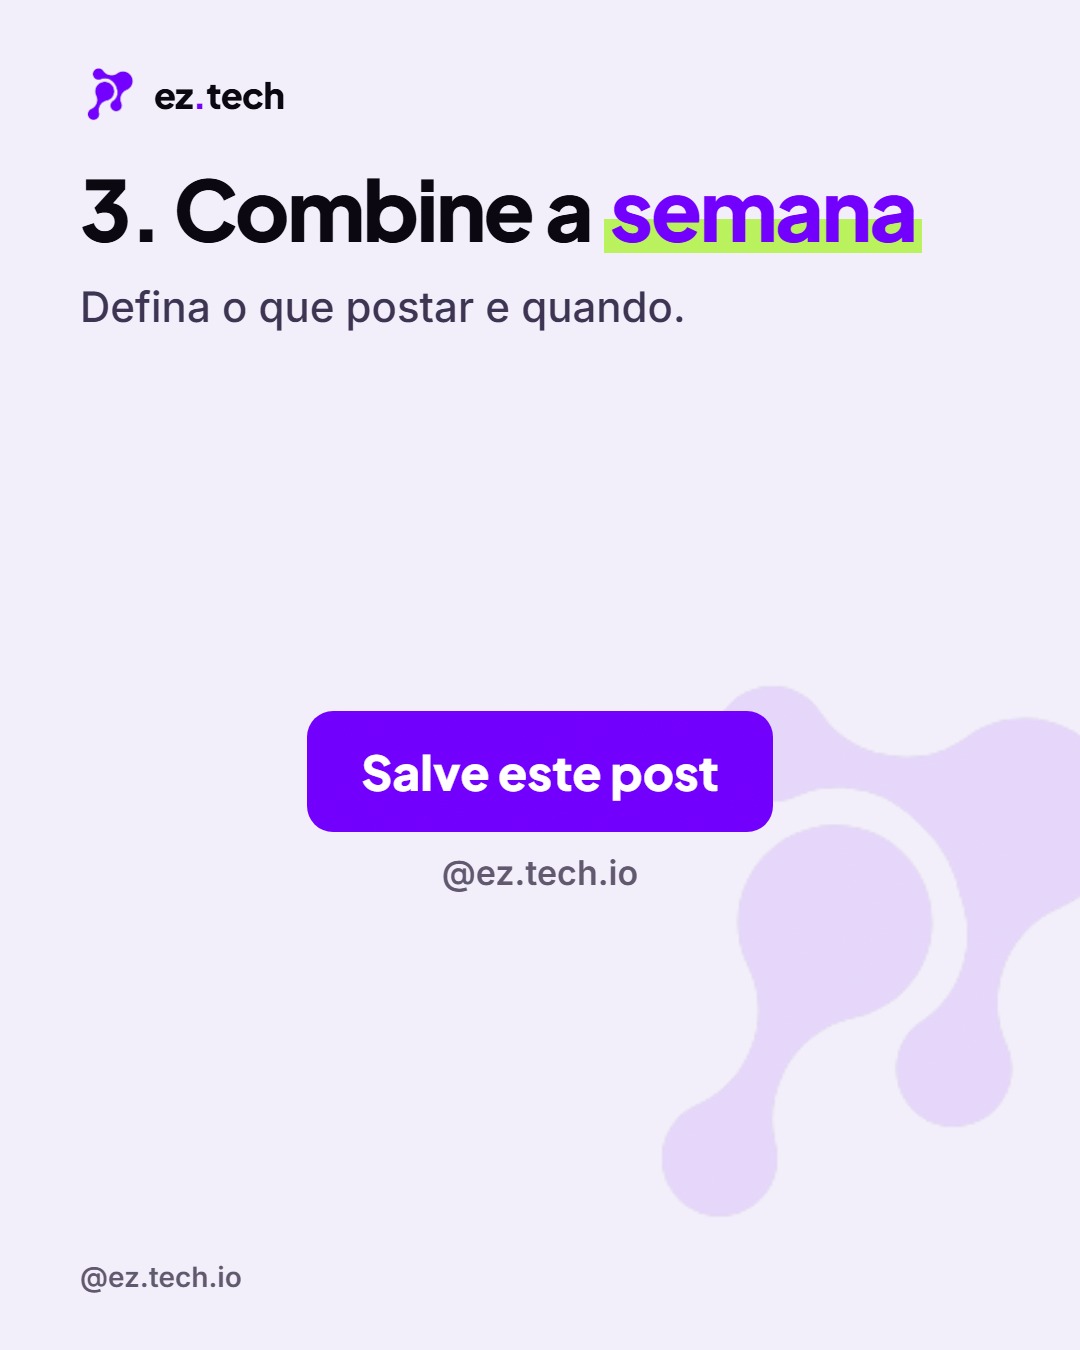 ez.tech
3. Combine a semana
Defina o que postar e quando.
Salve este post
@ez.tech.io
@ez.tech.io